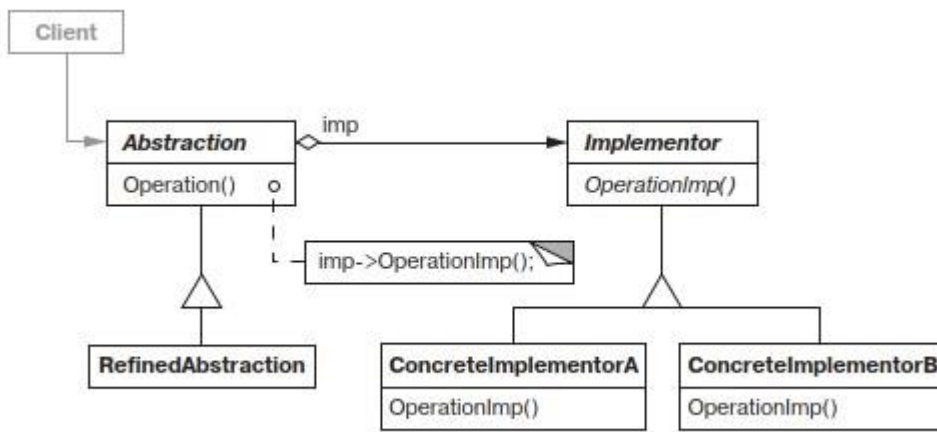 Client
imp
Abstraction
Implementor
Operation()
OperationImp()
imp->OperationImp();
RefinedAbstraction
ConcreteImplementorA
ConcreteImplementorB
OperationImp()
OperationImp()